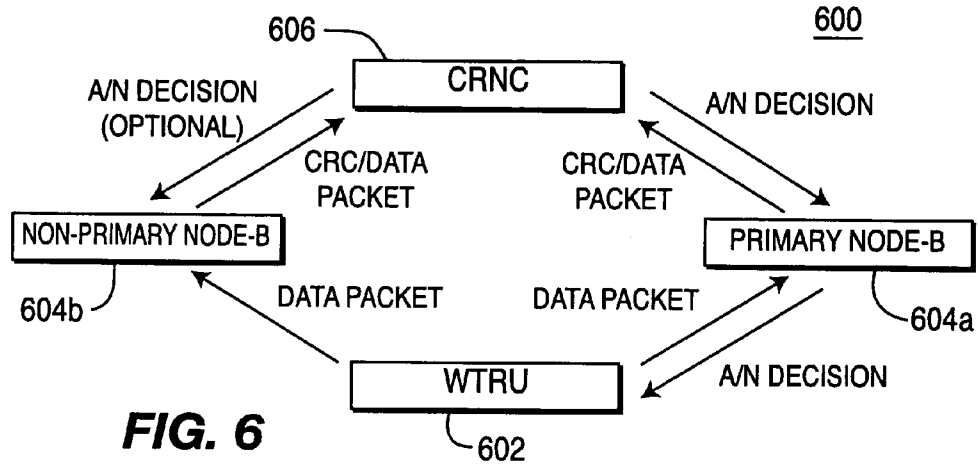 600
606
CRNC
A/N DECISION
(OPTIONAL)
A/N DECISION
CRC/DATA
PACKET
CRC/DATA
PACKET
NON-PRIMARY NODE-B
PRIMARY NODE-B
604b
DATA PACKET
DATA PACKET
604a
A/N DECISION
WTRU
602
FIG. 6